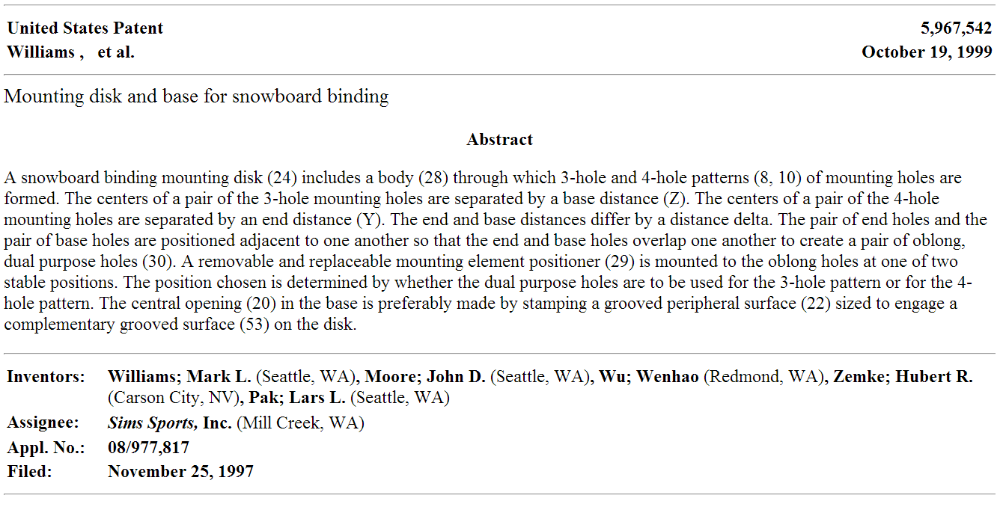 United States Patent 5,967,542
Williams , et al. October 19, 1999
Mounting disk and base for snowboard binding
Abstract
A snowboard binding mounting disk (24) includes a body (28) through which 3-hole and 4-hole patterns (8, 10) of mounting holes are
formed. The centers of a pair of the 3-hole mounting holes are separated by a base distance (Z). The centers of a pair of the 4-hole
mounting holes are separated by an end distance (Y). The end and base distances differ by a distance delta. The pair of end holes and the
pair of base holes are positioned adjacent to one another so that the end and base holes overlap one another to create a pair of oblong,
dual purpose holes (30). A removable and replaceable mounting element positioner (29) is mounted to the oblong holes at one of two
stable positions. The position chosen is determined by whether the dual purpose holes are to be used for the 3-hole pattern or for the 4-
hole pattern. The central opening (20) in the base is preferably made by stamping a grooved peripheral surface (22) sized to engage a
complementary grooved surface (53) on the disk.
Inventors: Williams; Mark L. (Seattle, WA), Moore; John D. (Seattle, WA), Wu; Wenhao (Redmond, WA), Zemke; Hubert R.
(Carson City, NV), Pak; Lars L. (Seattle, WA)
Assignee: Sims Sports, Inc. (Mill Creek, WA)
Appl. No.: 08/977,817
Filed: November 25, 1997